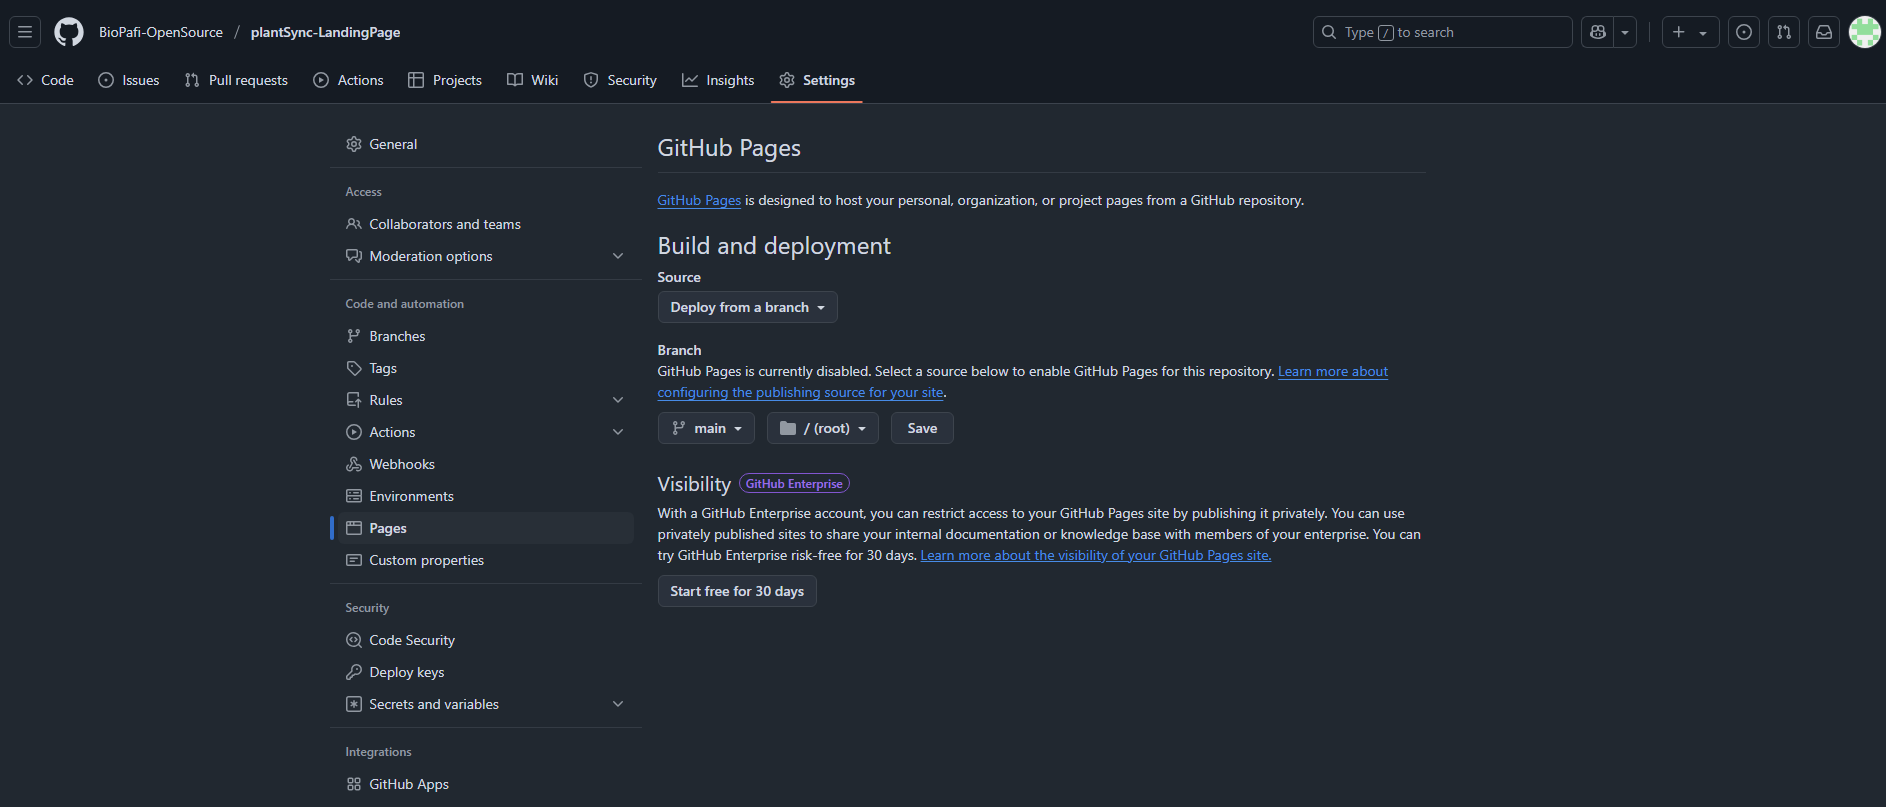 BioPafi-OpenSource / plantSync-LandingPage
Type / to search
Code Issues Pull requests Actions Projects Wiki Security Insights Settings
General
Access
Collaborators and teams
Moderation options
Code and automation
Branches
Tags
Rules
Actions
Webhooks
Environments
Pages
Custom properties
Security
Code Security
Deploy keys
Secrets and variables
Integrations
GitHub Apps
GitHub Pages
GitHub Pages is designed to host your personal, organization, or project pages from a GitHub repository.
Build and deployment
Source
Deploy from a branch
Branch
GitHub Pages is currently disabled. Select a source below to enable GitHub Pages for this repository. Learn more about
configuring the publishing source for your site.
main / (root) Save
Visibility GitHub Enterprise
With a GitHub Enterprise account, you can restrict access to your GitHub Pages site by publishing it privately. You can use
privately published sites to share your internal documentation or knowledge base with members of your enterprise. You can
try GitHub Enterprise risk-free for 30 days. Learn more about the visibility of your GitHub Pages site.
Start free for 30 days